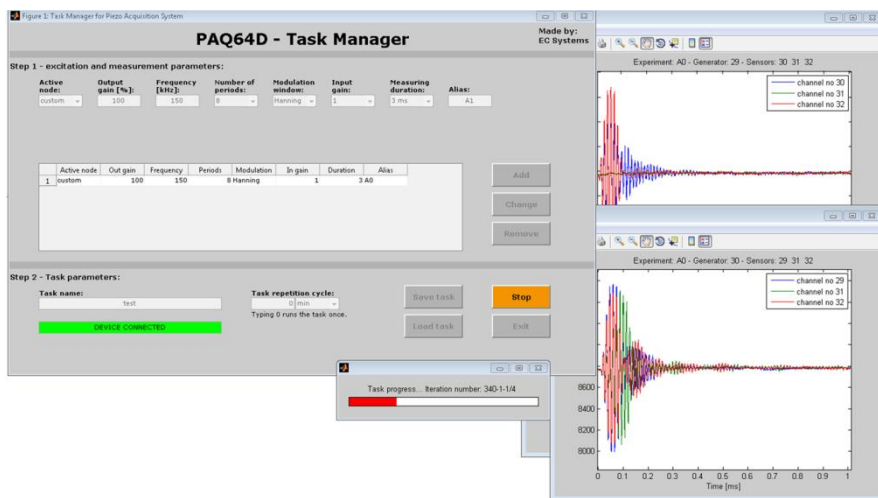 Figure 1: Task Manager for Piezo Acquisition System
PAQ64D - Task Manager
Made by:
EC Systems
Step 1 - excitation and measurement parameters:
Active node:
Output gain [%]:
Frequency [kHz]:
Number of periods:
Modulation window:
Input gain:
Measuring duration:
Alias:
custom
100
150
8
Hanning
1
3 ms
A1
Active node Out gain Frequency Periods Modulation In gain Duration Alias
1 custom 100 150 8 Hanning 1 3 A0
Add
Change
Remove
Step 2 - Task parameters:
Task name:
test
DEVICE CONNECTED
Task repetition cycle:
0 min
Typing 0 runs the task once.
Save task
Stop
Load task
Exit
Task progress... Iteration number: 340-1-1/4
Experiment: A0 - Generator: 29 - Sensors: 30 31 32
channel no 30
channel no 31
channel no 32
Experiment: A0 - Generator: 30 - Sensors: 29 31 32
channel no 29
channel no 31
channel no 32
8600
8400
8200
8000
0 0.1 0.2 0.3 0.4 0.5 0.6 0.7 0.8 0.9 1
Time [ms]